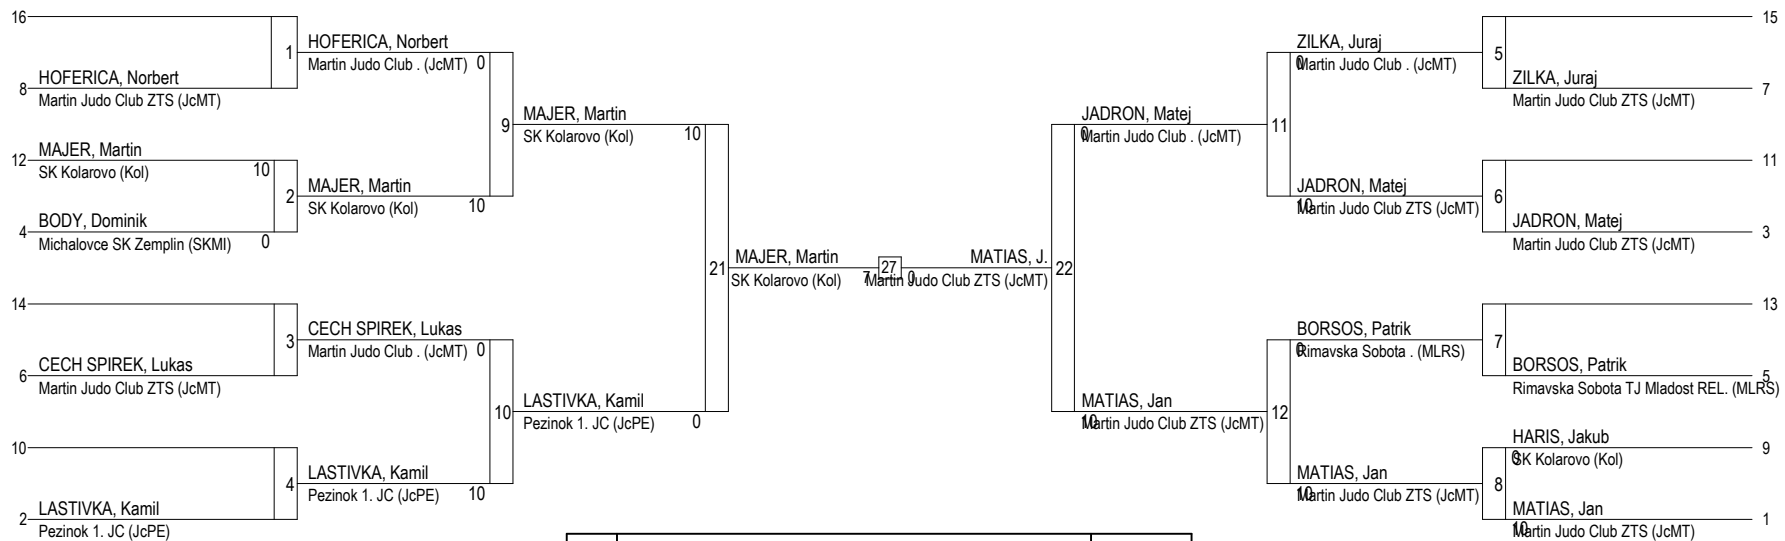 16
8
12
4
14
6
10
2
HOFERICA, Norbert
Martin Judo Club ZTS (JcMT)
MAJER, Martin
SK Kolarovo (Kol)
10
BODY, Dominik
Michalovce SK Zemplin (SKMI)
0
CECH SPIREK, Lukas
Martin Judo Club ZTS (JcMT)
LASTIVKA, Kamil
Pezinok 1. JC (JcPE)
1
2
3
4
HOFERICA, Norbert
Martin Judo Club . (JcMT)
0
MAJER, Martin
SK Kolarovo (Kol)
10
CECH SPIREK, Lukas
Martin Judo Club . (JcMT)
0
LASTIVKA, Kamil
Pezinok 1. JC (JcPE)
10
9
10
MAJER, Martin
SK Kolarovo (Kol)
10
LASTIVKA, Kamil
Pezinok 1. JC (JcPE)
0
21
MAJER, Martin
SK Kolarovo (Kol)
7
27
0
MATIAS, J.
Martin Judo Club ZTS (JcMT)
22
JADRON, Matej
0
Martin Judo Club . (JcMT)
MATIAS, Jan
10
Martin Judo Club ZTS (JcMT)
11
12
ZILKA, Juraj
0
Martin Judo Club . (JcMT)
JADRON, Matej
10
Martin Judo Club ZTS (JcMT)
BORSOS, Patrik
0
Rimavska Sobota . (MLRS)
MATIAS, Jan
10
Martin Judo Club ZTS (JcMT)
5
6
7
8
ZILKA, Juraj
Martin Judo Club ZTS (JcMT)
JADRON, Matej
Martin Judo Club ZTS (JcMT)
BORSOS, Patrik
Rimavska Sobota TJ Mladost REL. (MLRS)
HARIS, Jakub
0
SK Kolarovo (Kol)
MATIAS, Jan
10
Martin Judo Club ZTS (JcMT)
15
7
11
3
13
5
9
1